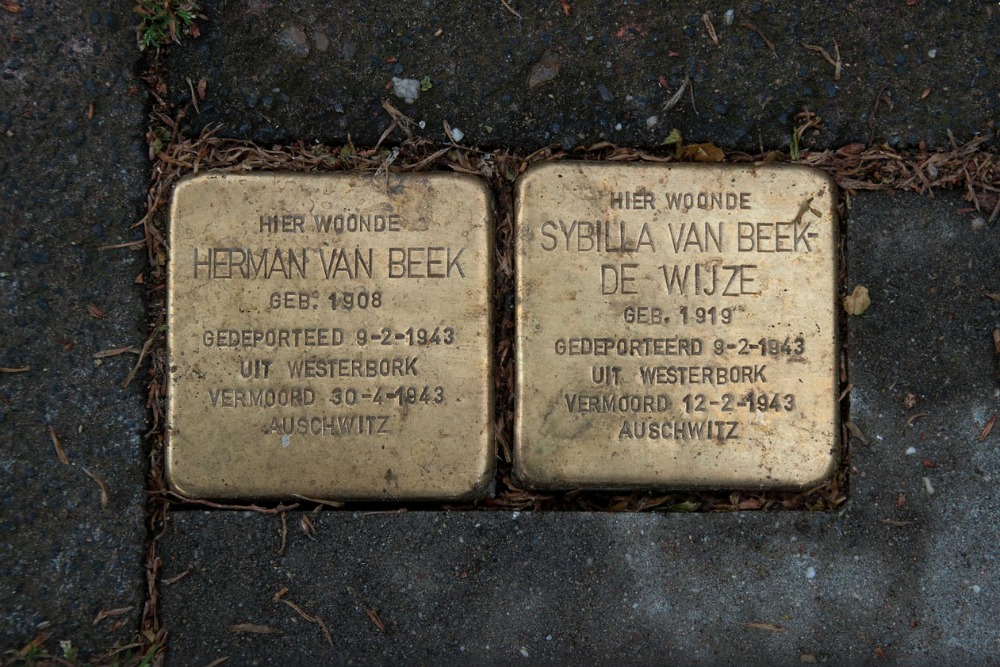 HIER WOONDE
HERMAN VAN BEEK
GEB. 1908
GEDEPORTEED 9-2-1943
UIT WESTERBORK
VERMOORD 30-4-1943
AUSCHWITZ
HIER WOONDE
SYBILLA VAN BEEK-
DE WIJZE
GEB. 1919
GEDEPORTEERD 9-2-1943
UIT WESTERBORK
VERMOORD 12-2-1943
AUSCHWITZ